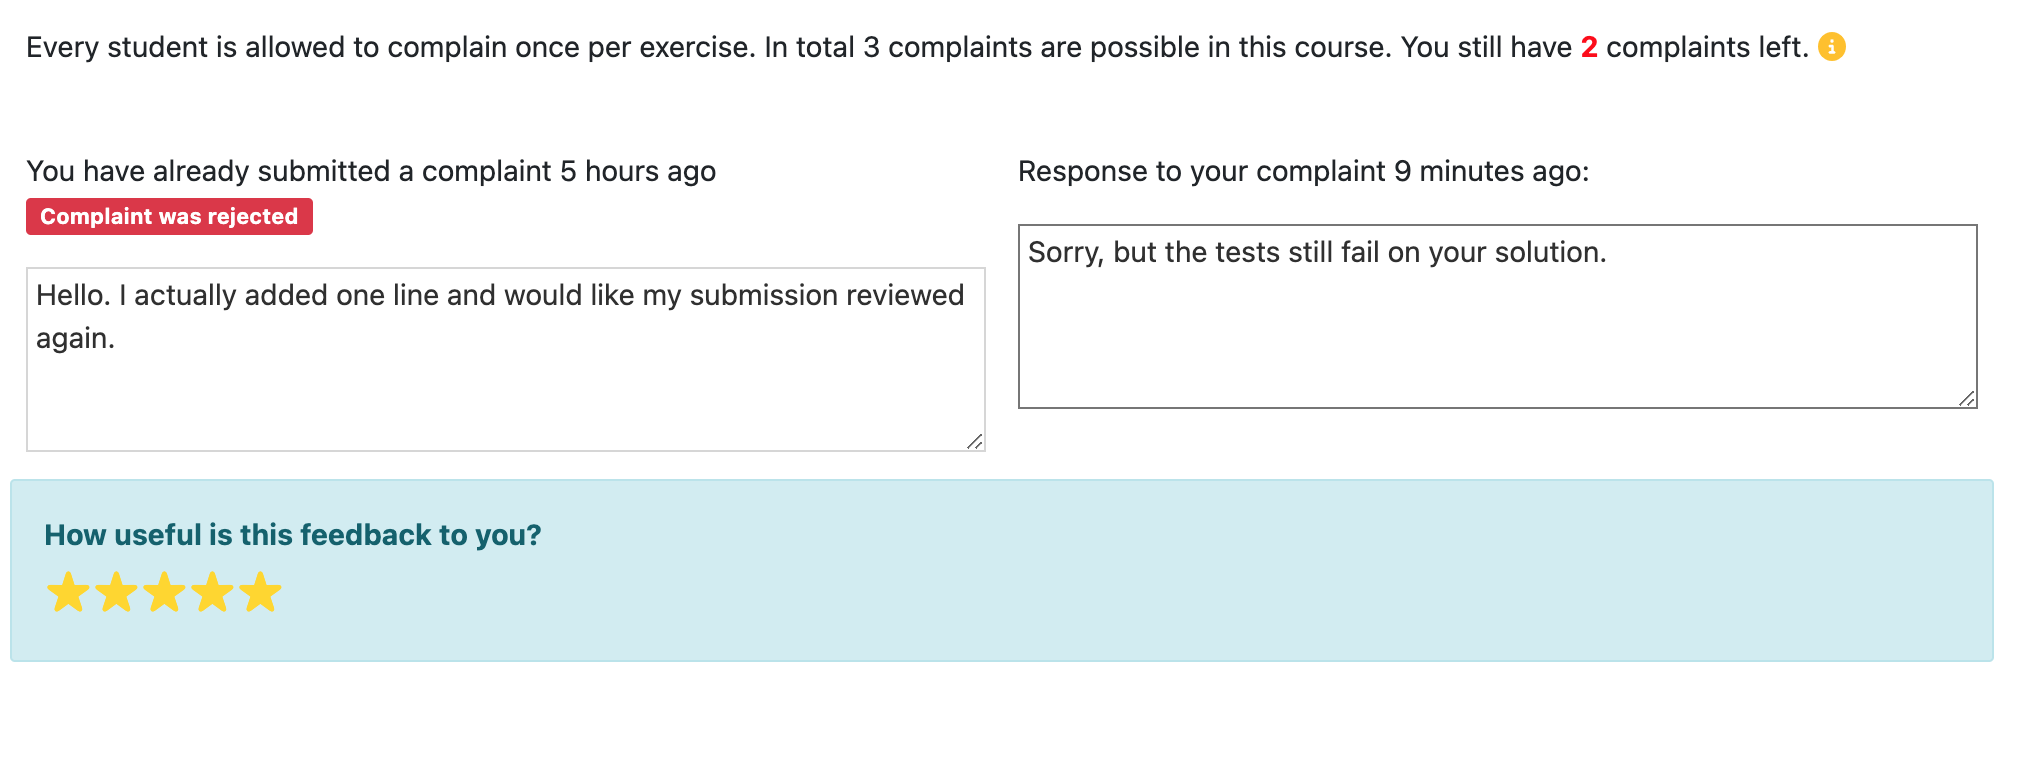 Every student is allowed to complain once per exercise. In total 3 complaints are possible in this course. You still have 2 complaints left.
You have already submitted a complaint 5 hours ago
Complaint was rejected
Hello. I actually added one line and would like my submission reviewed
again.
Response to your complaint 9 minutes ago:
Sorry, but the tests still fail on your solution.
How useful is this feedback to you?